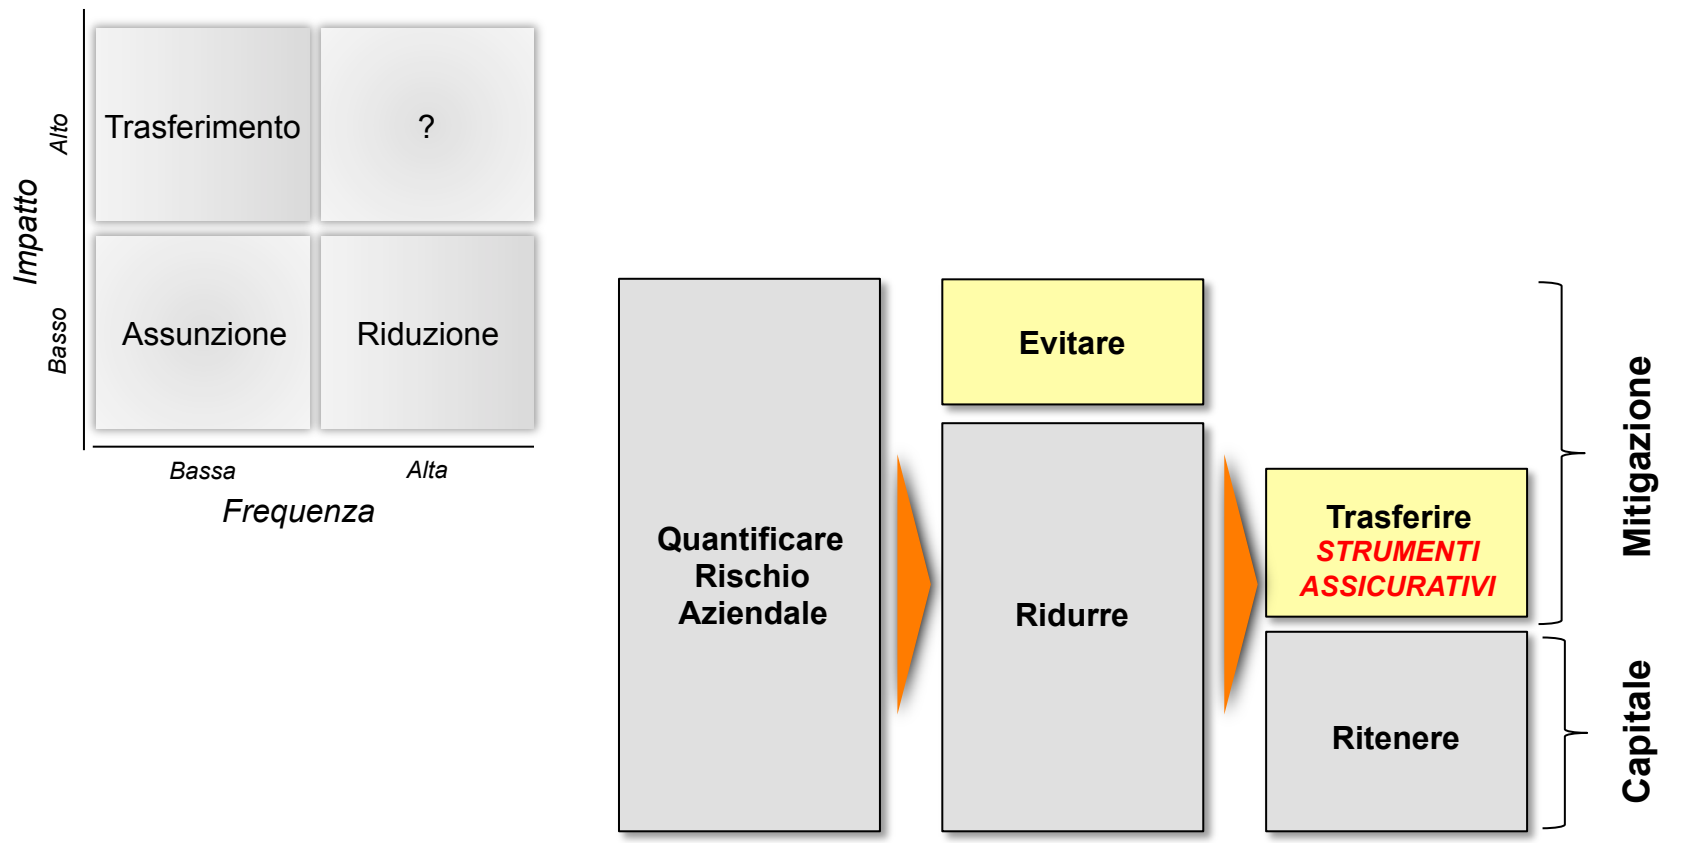 Impatto
Alto
Basso
Trasferimento
?
Assunzione
Riduzione
Bassa
Alta
Frequenza
Quantificare
Rischio
Aziendale
Evitare
Ridurre
Trasferire
STRUMENTI
ASSICURATIVI
Ritenere
Mitigazione
Capitale